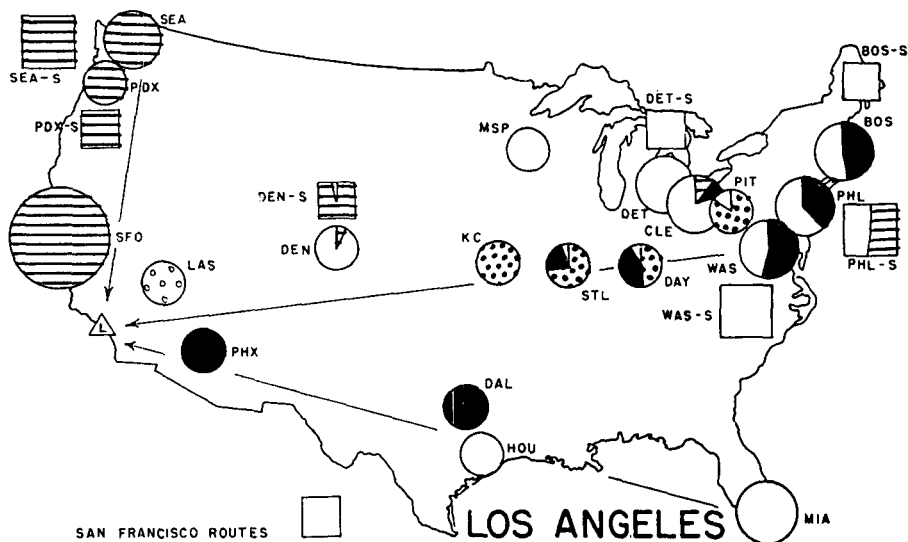 SEA
SEA-S
BOS-S
PDX
DET-S
PDX-S
MSP
BOS
DEN-S
PIT
PHL
DET
SFO
DEN
CLE
KC
WAS
PHL-S
LAS
STL
DAY
WAS-S
L
PHX
DAL
HOU
SAN FRANCISCO ROUTES
LOS ANGELES
MIA